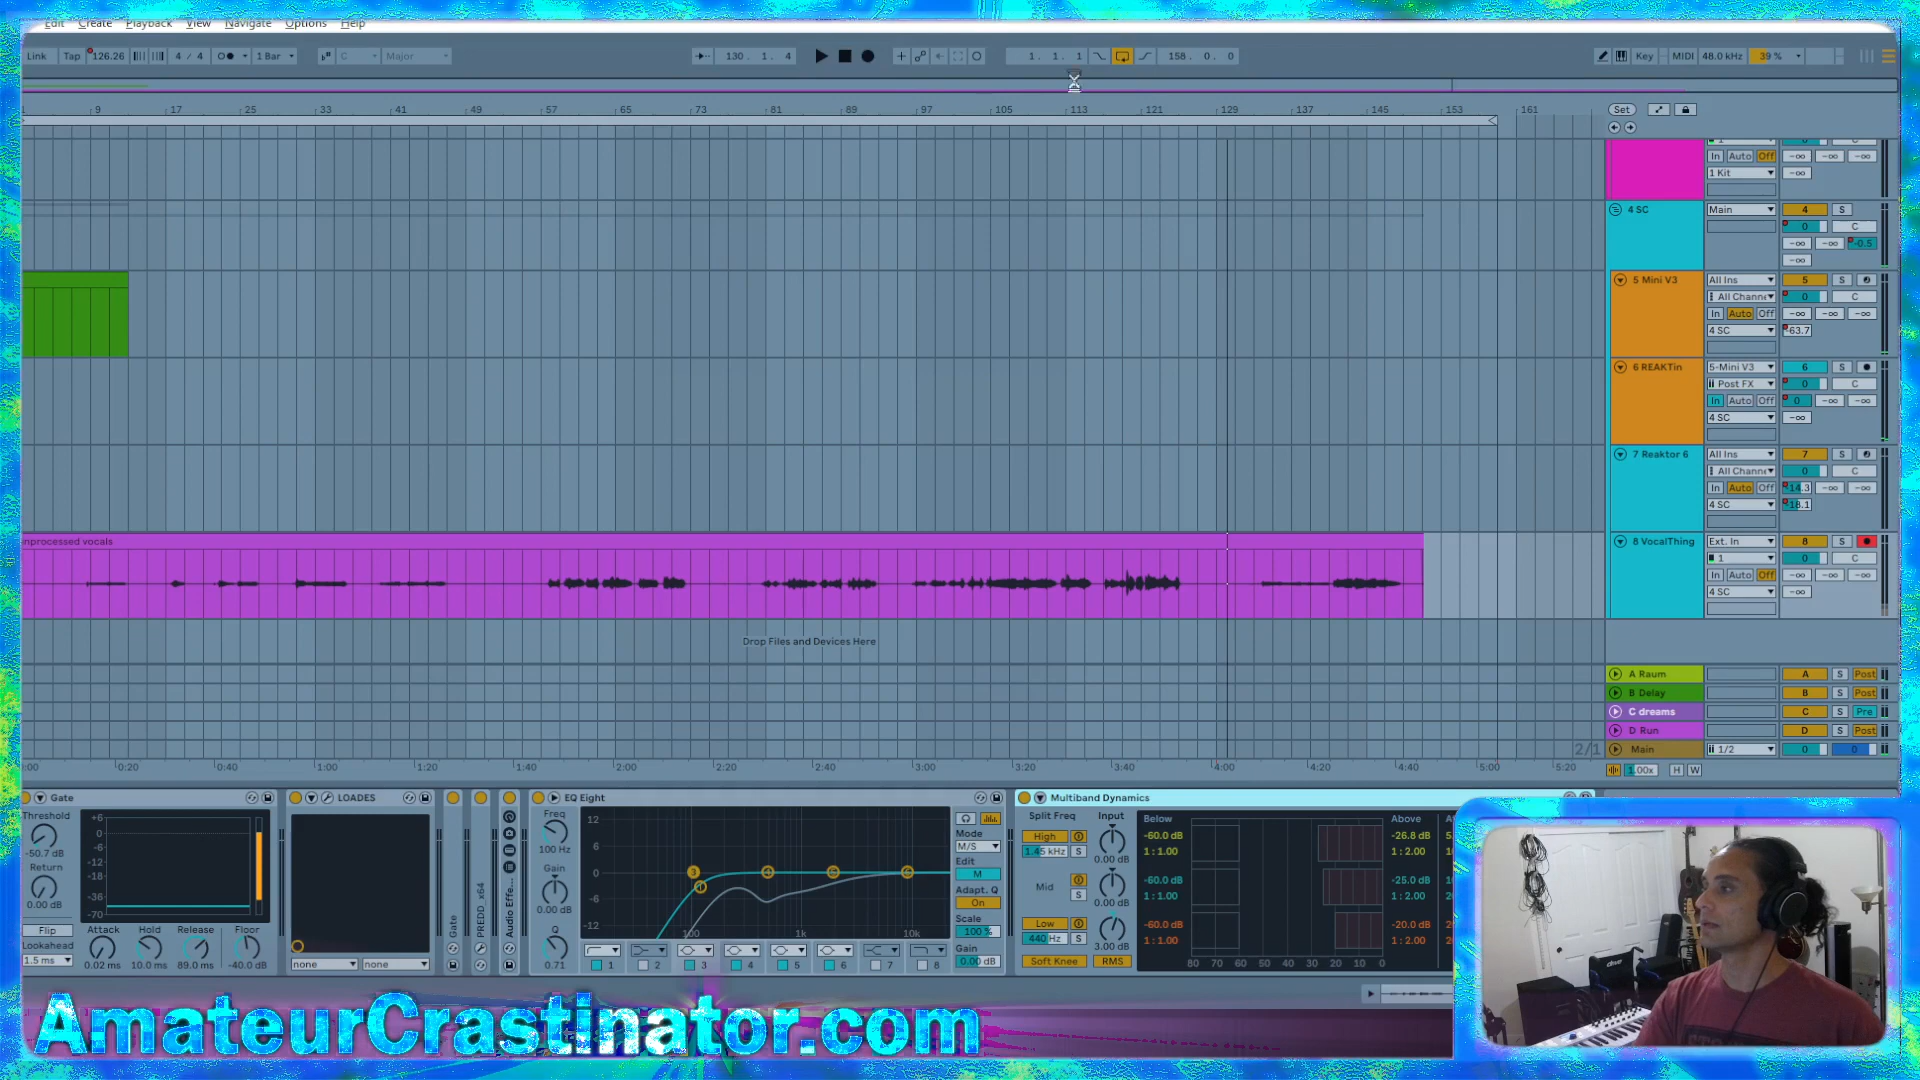 Edit Create Playback View Navigate Options Help
Link Tap 126.26 4 / 4 1 Bar C Major 130. 1. 4 1. 1. 1 158. 0. 0 Key MIDI 48.0 kHz 39 %
9 17 25 33 41 49 57 65 73 81 89 97 105 113 121 129 137 145 153 161 Set
In Auto Off -∞ -∞ -∞
1 Kit -∞
4 SC Main 4 S
0 C
-∞ -∞ -0.5
-∞
5 Mini V3 All Ins 5 S
All Channe 0 C
In Auto Off -∞ -∞ -∞
4 SC -63.7
6 REAKTin 5-Mini V3 6 S
Post FX 0 C
In Auto Off 0 -∞ -∞
4 SC -∞
7 Reaktor 6 All Ins 7 S
All Channe 0 C
In Auto Off -14.3 -∞ -∞
4 SC -18.1
nprocessed vocals 8 VocalThing Ext. In 8 S
1 0 C
In Auto Off -∞ -∞ -∞
4 SC -∞
Drop Files and Devices Here
A Raum A S Post
B Delay B S Post
C dreams C S Pre
D Run D S Post
2/1 Main 1/2 0 0
:00 0:20 0:40 1:00 1:20 1:40 2:00 2:20 2:40 3:00 3:20 3:40 4:00 4:20 4:40 5:00 5:20 1.00x H W
Gate LOADES EQ Eight Multiband Dynamics
Threshold
-50.7 dB
Return
0.00 dB
Flip
Lookahead
1.5 ms
+6
0
-6
-12
-18
-36
-70
Attack Hold Release Floor
0.02 ms 10.0 ms 89.0 ms -40.0 dB
none none
Gate
PREDD_x64
Audio Effe...
Freq
100 Hz
Gain
0.00 dB
Q
0.71
12
6
0
-6
-12
100 1k 10k
1 2 3 4 5 6 7 8
Mode
M/S
Edit
M
Adapt. Q
On
Scale
100 %
Gain
0.00 dB
Split Freq Input Below Above
High 0.00 dB -60.0 dB -26.8 dB
1.45 kHz S 1 : 1.00 1 : 2.00
Mid S 0.00 dB -60.0 dB -25.0 dB
1 : 1.00 1 : 2.00
Low 3.00 dB -60.0 dB -20.0 dB
440 Hz S 1 : 1.00 1 : 2.00
Soft Knee RMS 80 70 60 50 40 30 20 10 0
AmateurCrastinator.com